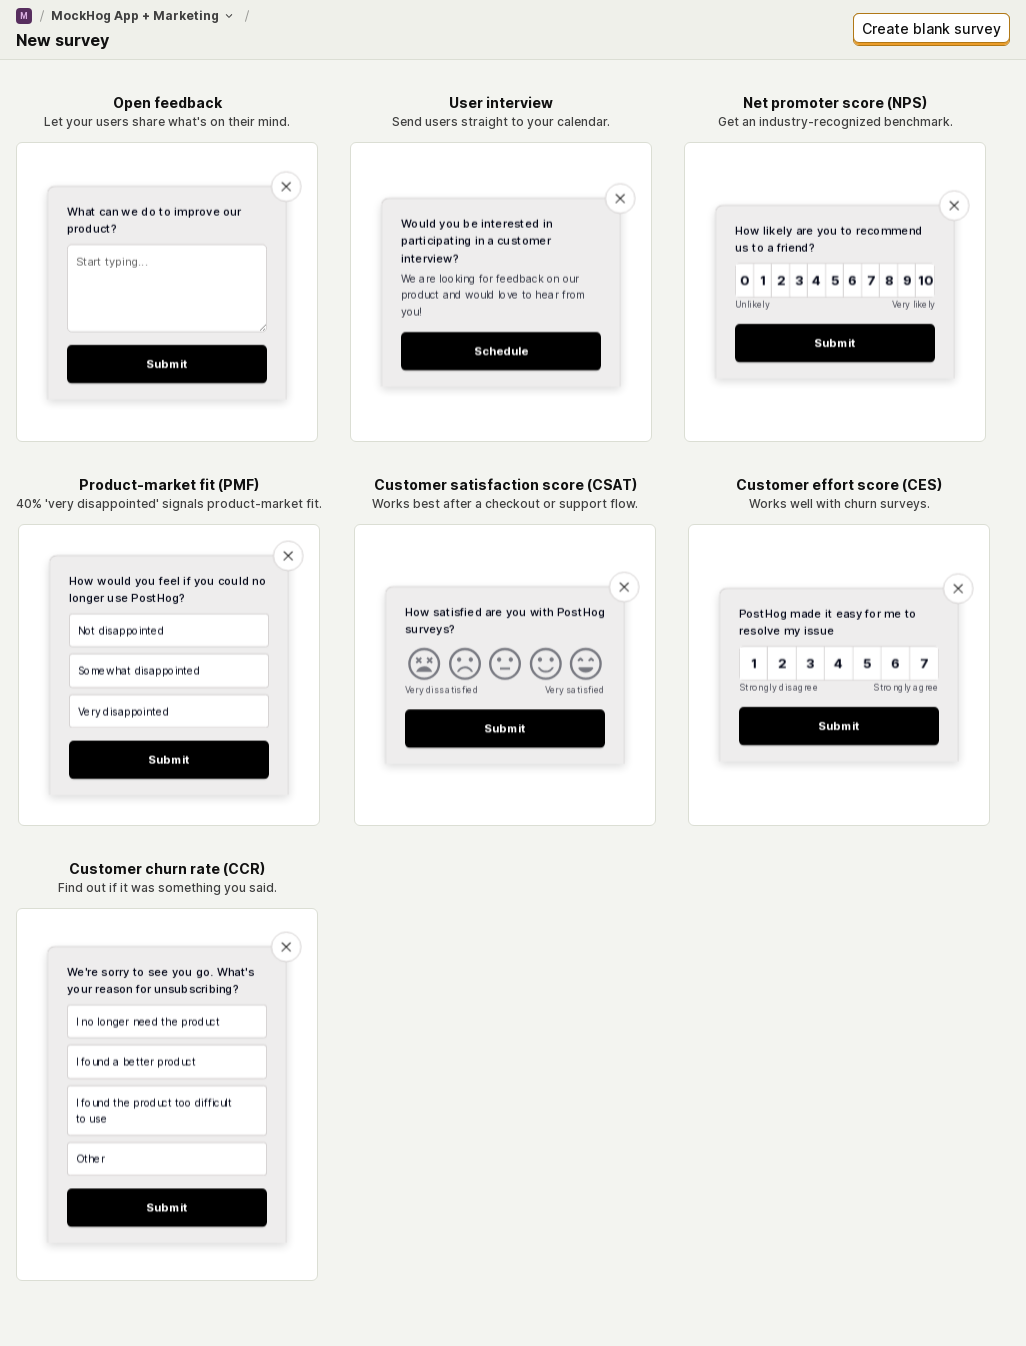 M / MockHog App + Marketing /
New survey
Create blank survey
Open feedback
Let your users share what's on their mind.
What can we do to improve our
product?
Start typing...
Submit
User interview
Send users straight to your calendar.
Would you be interested in
participating in a customer
interview?
We are looking for feedback on our
product and would love to hear from
you!
Schedule
Net promoter score (NPS)
Get an industry-recognized benchmark.
How likely are you to recommend
us to a friend?
0 1 2 3 4 5 6 7 8 9 10
Unlikely Very likely
Submit
Product-market fit (PMF)
40% 'very disappointed' signals product-market fit.
How would you feel if you could no
longer use PostHog?
Not disappointed
Somewhat disappointed
Very disappointed
Submit
Customer satisfaction score (CSAT)
Works best after a checkout or support flow.
How satisfied are you with PostHog
surveys?
Very dissatisfied Very satisfied
Submit
Customer effort score (CES)
Works well with churn surveys.
PostHog made it easy for me to
resolve my issue
1 2 3 4 5 6 7
Strongly disagree Strongly agree
Submit
Customer churn rate (CCR)
Find out if it was something you said.
We're sorry to see you go. What's
your reason for unsubscribing?
I no longer need the product
I found a better product
I found the product too difficult
to use
Other
Submit